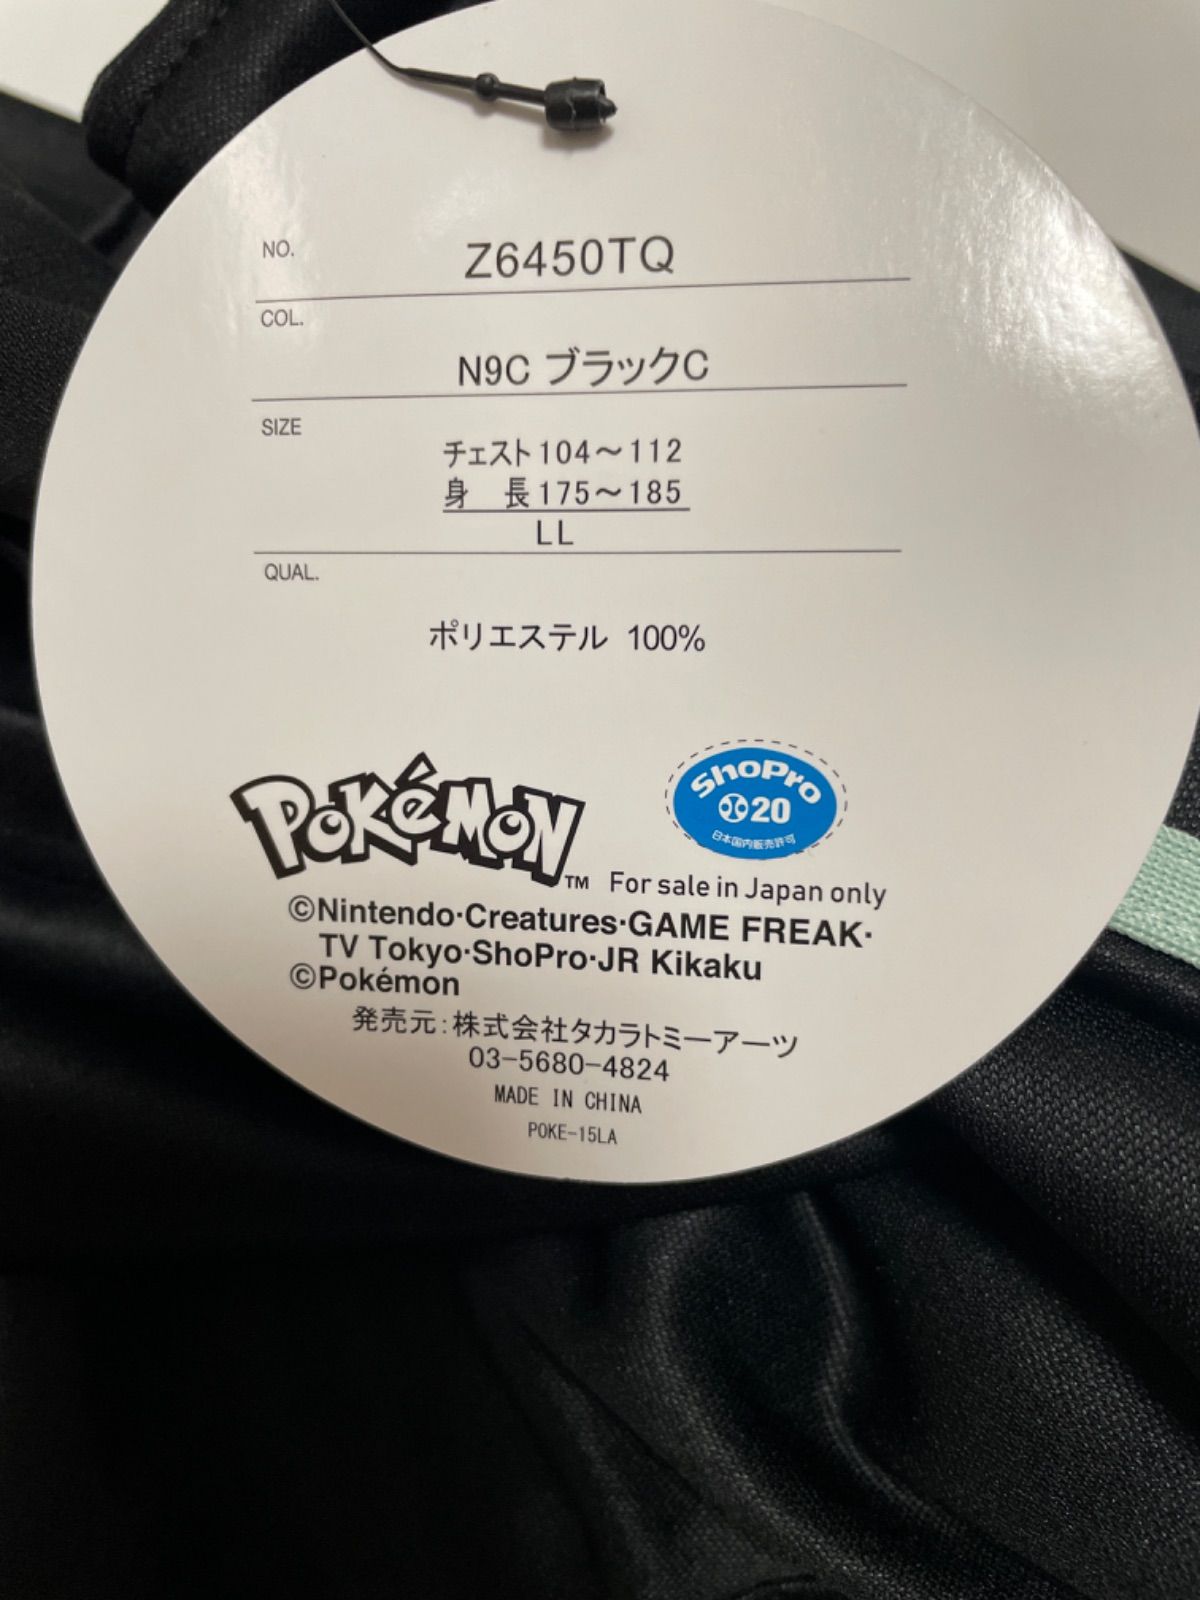 NO.
Z6450TQ
COL.
N9C ブラックC
SIZE
チェスト104～112
身 長175～185
LL
QUAL.
ポリエステル 100%
POKéMON
TM
ShoPro
20
日本国内販売許可
For sale in Japan only
©Nintendo·Creatures·GAME FREAK·
TV Tokyo·ShoPro·JR Kikaku
©Pokémon
発売元:株式会社タカラトミーアーツ
03-5680-4824
MADE IN CHINA
POKE-15LA